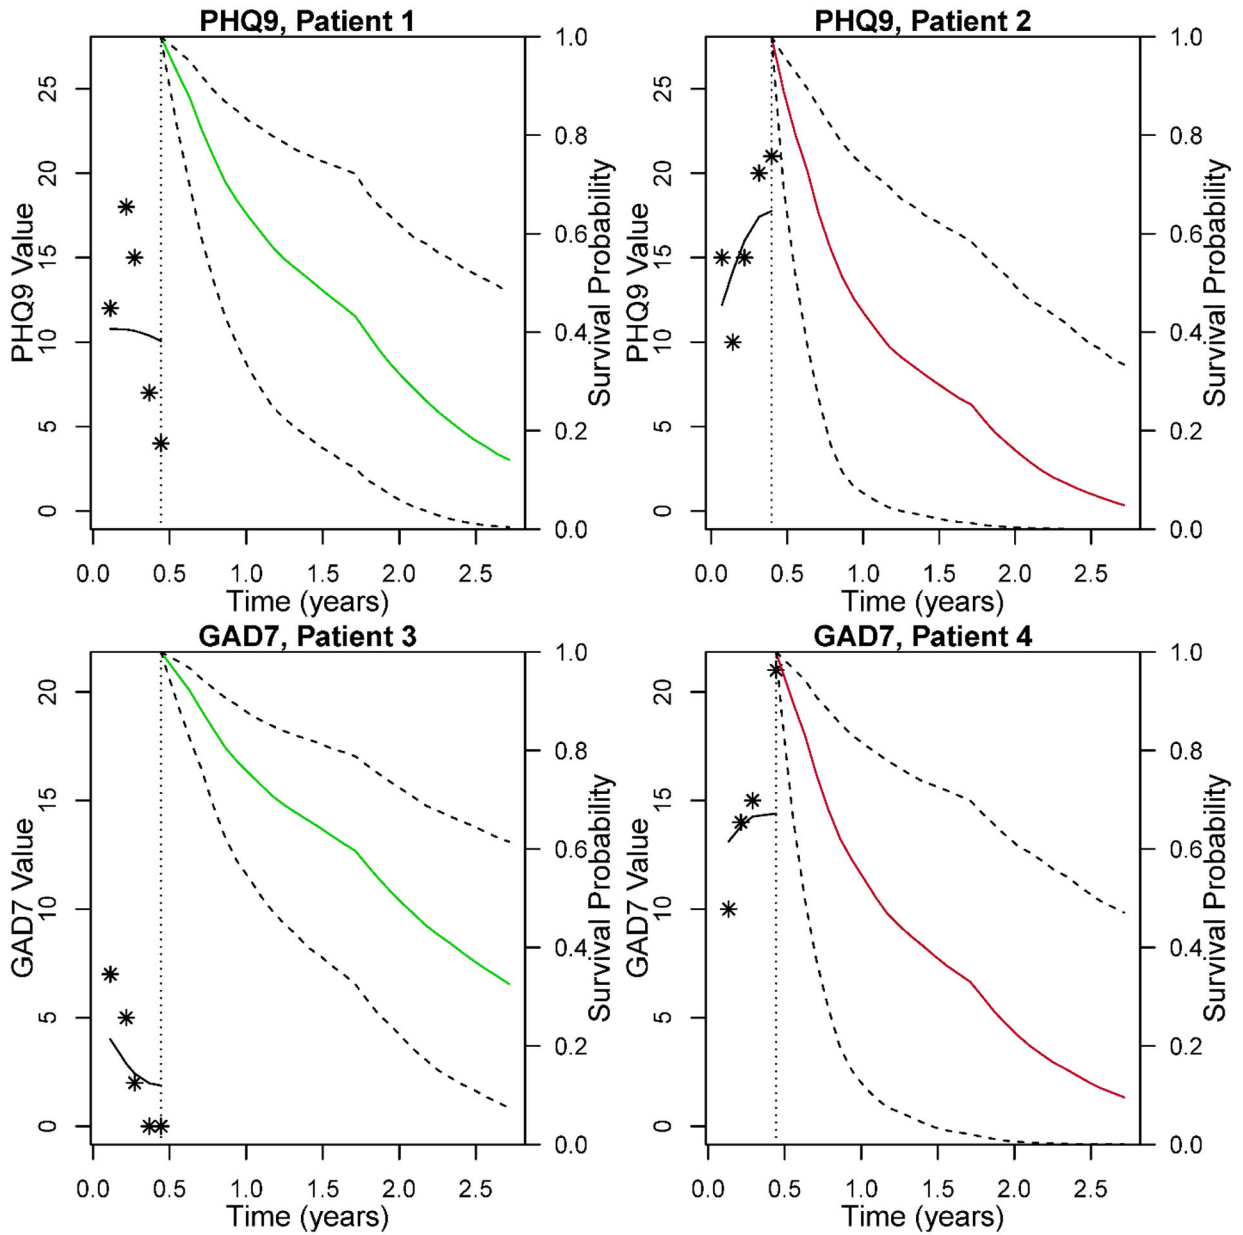 PHQ9, Patient 1
PHQ9 Value
25
20
15
10
5
0
1.0
0.8
0.6
0.4
0.2
0.0
Survival Probability
0.0 0.5 1.0 1.5 2.0 2.5
Time (years)
PHQ9, Patient 2
PHQ9 Value
25
20
15
10
5
0
1.0
0.8
0.6
0.4
0.2
0.0
Survival Probability
0.0 0.5 1.0 1.5 2.0 2.5
Time (years)
GAD7, Patient 3
GAD7 Value
20
15
10
5
0
1.0
0.8
0.6
0.4
0.2
0.0
Survival Probability
0.0 0.5 1.0 1.5 2.0 2.5
Time (years)
GAD7, Patient 4
GAD7 Value
20
15
10
5
0
1.0
0.8
0.6
0.4
0.2
0.0
Survival Probability
0.0 0.5 1.0 1.5 2.0 2.5
Time (years)